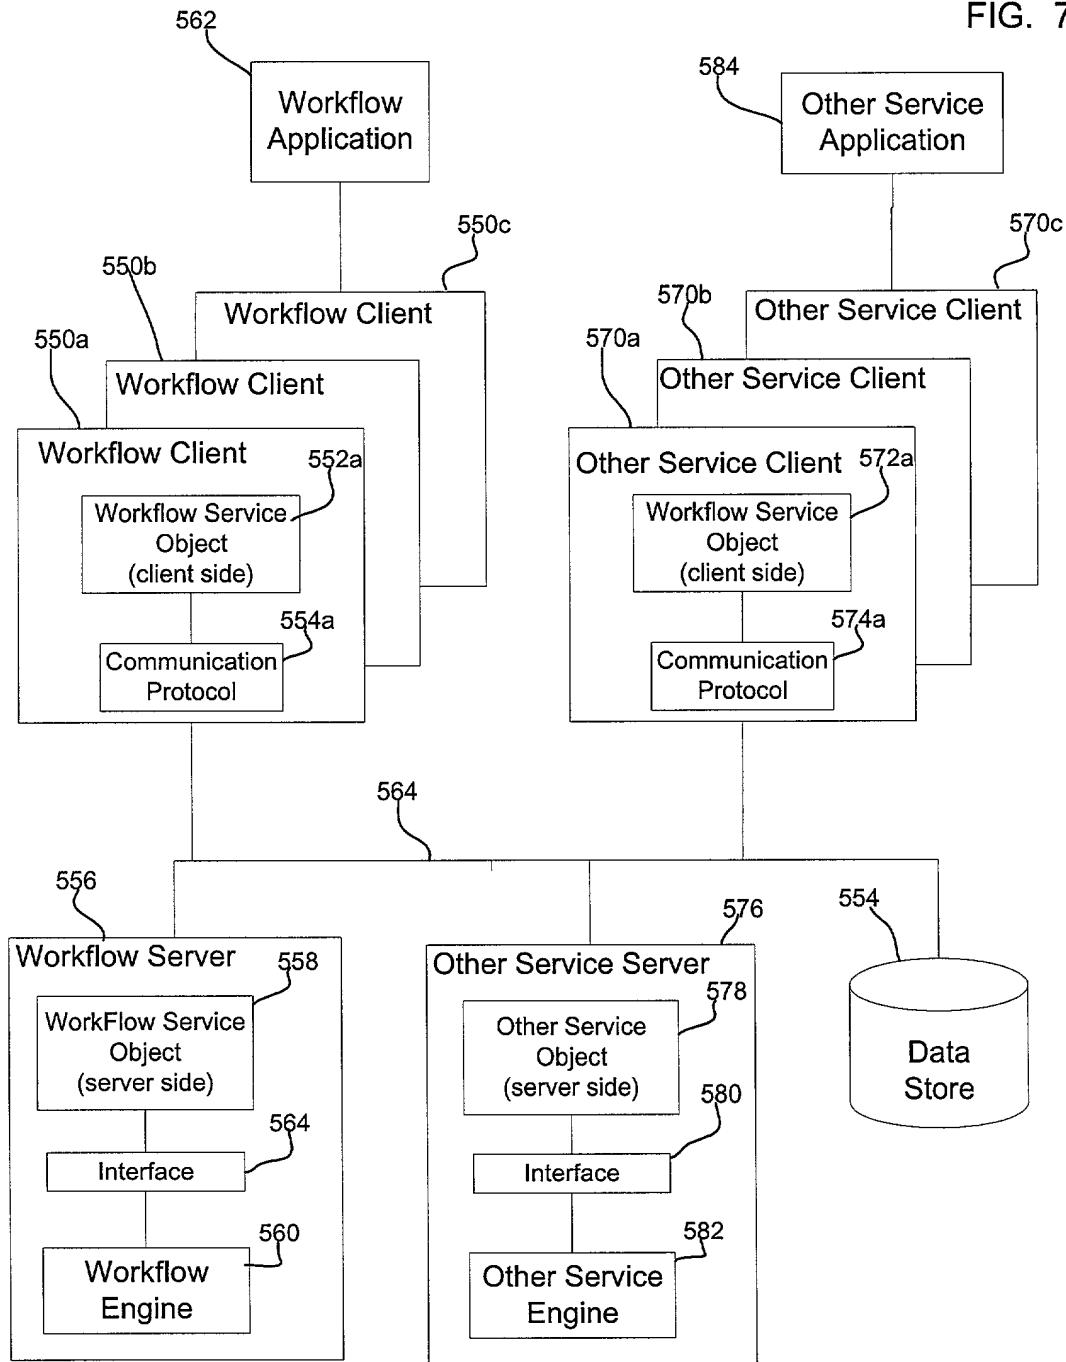 FIG. 7
562
Workflow
Application
584
Other Service
Application
550c
550b
550a
Workflow Client
Workflow Client
Workflow Client
552a
Workflow Service
Object
(client side)
554a
Communication
Protocol
570c
570b
570a
Other Service Client
Other Service Client
Other Service Client
572a
Workflow Service
Object
(client side)
574a
Communication
Protocol
564
556
Workflow Server
558
WorkFlow Service
Object
(server side)
564
Interface
560
Workflow
Engine
576
Other Service Server
578
Other Service
Object
(server side)
580
Interface
582
Other Service
Engine
554
Data
Store